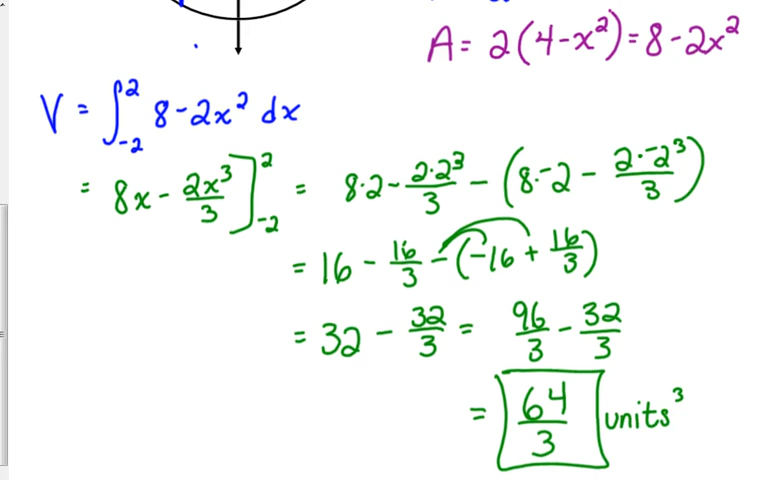 A = 2(4-x²) = 8-2x²
V = ∫₋₂² 8-2x² dx
= 8x - 2x³/3]₋₂² = 8·2 - 2·2³/3 - (8·-2 - 2·-2³/3)
= 16 - 16/3 - (-16 + 16/3)
= 32 - 32/3 = 96/3 - 32/3
= 64/3 units³